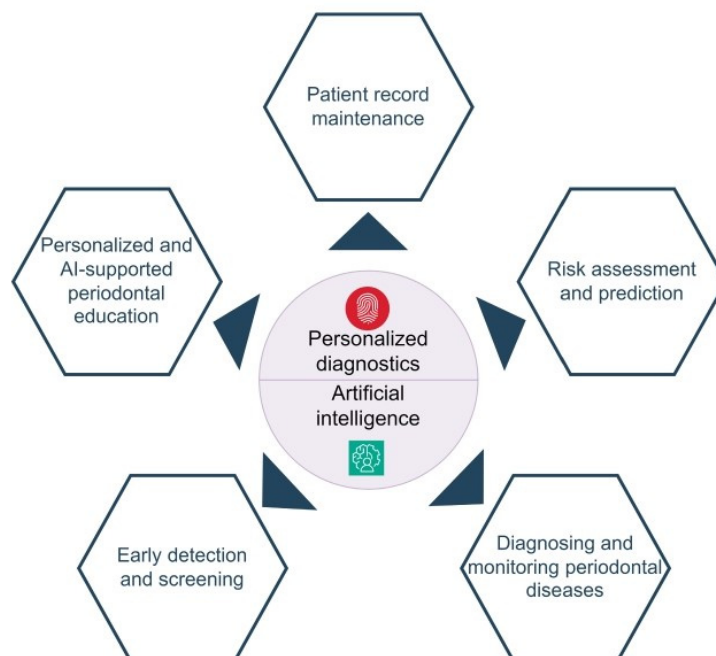 Patient record
maintenance
Personalized and
AI-supported
periodontal
education
Risk assessment
and prediction
Personalized
diagnostics
Artificial
intelligence
Early detection
and screening
Diagnosing and
monitoring periodontal
diseases